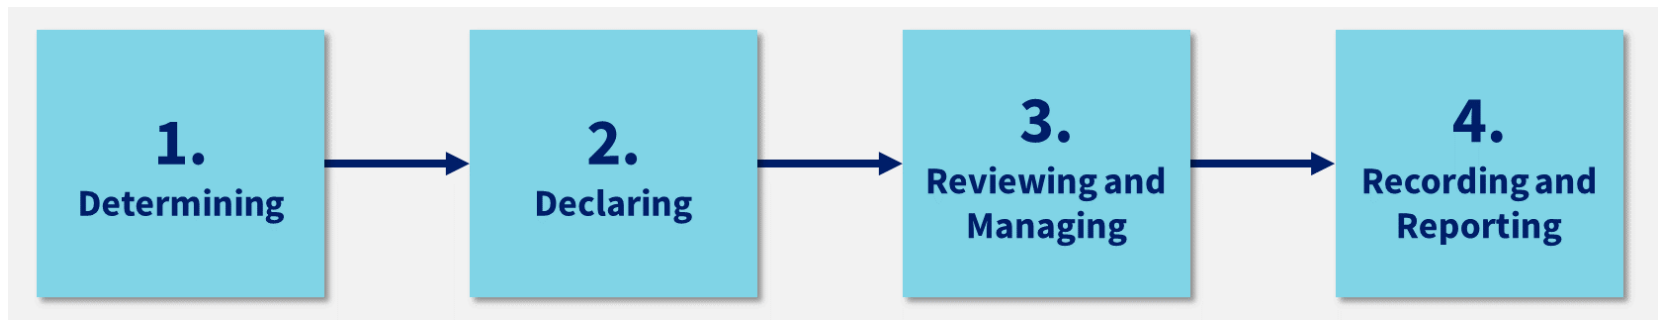 1.
Determining
2.
Declaring
3.
Reviewing and
Managing
4.
Recording and
Reporting